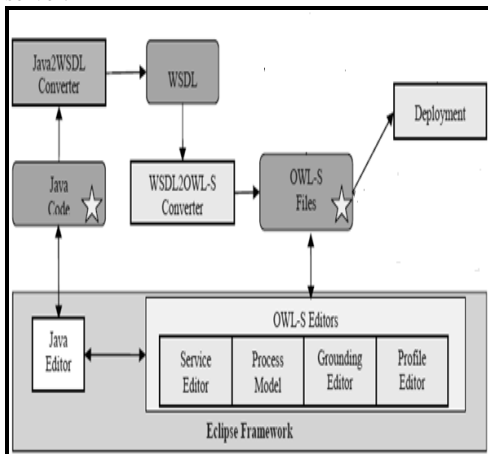 Java2WSDL
Converter
WSDL
Deployment
Java
Code
WSDL2OWL-S
Converter
OWL-S
Files
OWL-S Editors
Java
Editor
Service
Editor
Process
Model
Grounding
Editor
Profile
Editor
Eclipse Framework